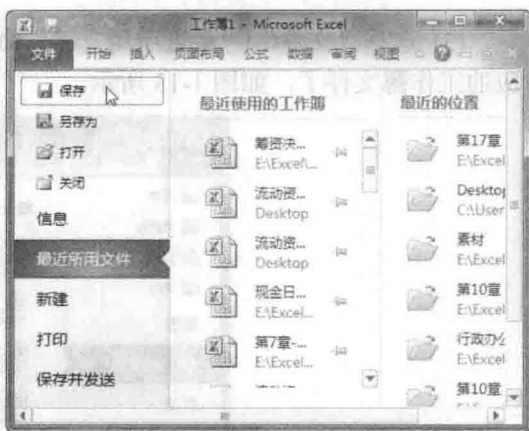 工作簿1 - Microsoft Excel
文件 开始 插入 页面布局 公式 数据 审阅 视图
保存
另存为
打开
关闭
信息
最近所用文件
新建
打印
保存并发送
最近使用的工作簿
筹资决...
E:\Excel\...
流动资...
Desktop
流动资...
Desktop
现金日...
E:\Excel...
第7章-...
E:\Excel...
最近的位置
第17章
E:\Excel
Desktop
C:\User
素材
E:\Excel
第10章
E:\Excel
行政办公
E:\Excel
第10章